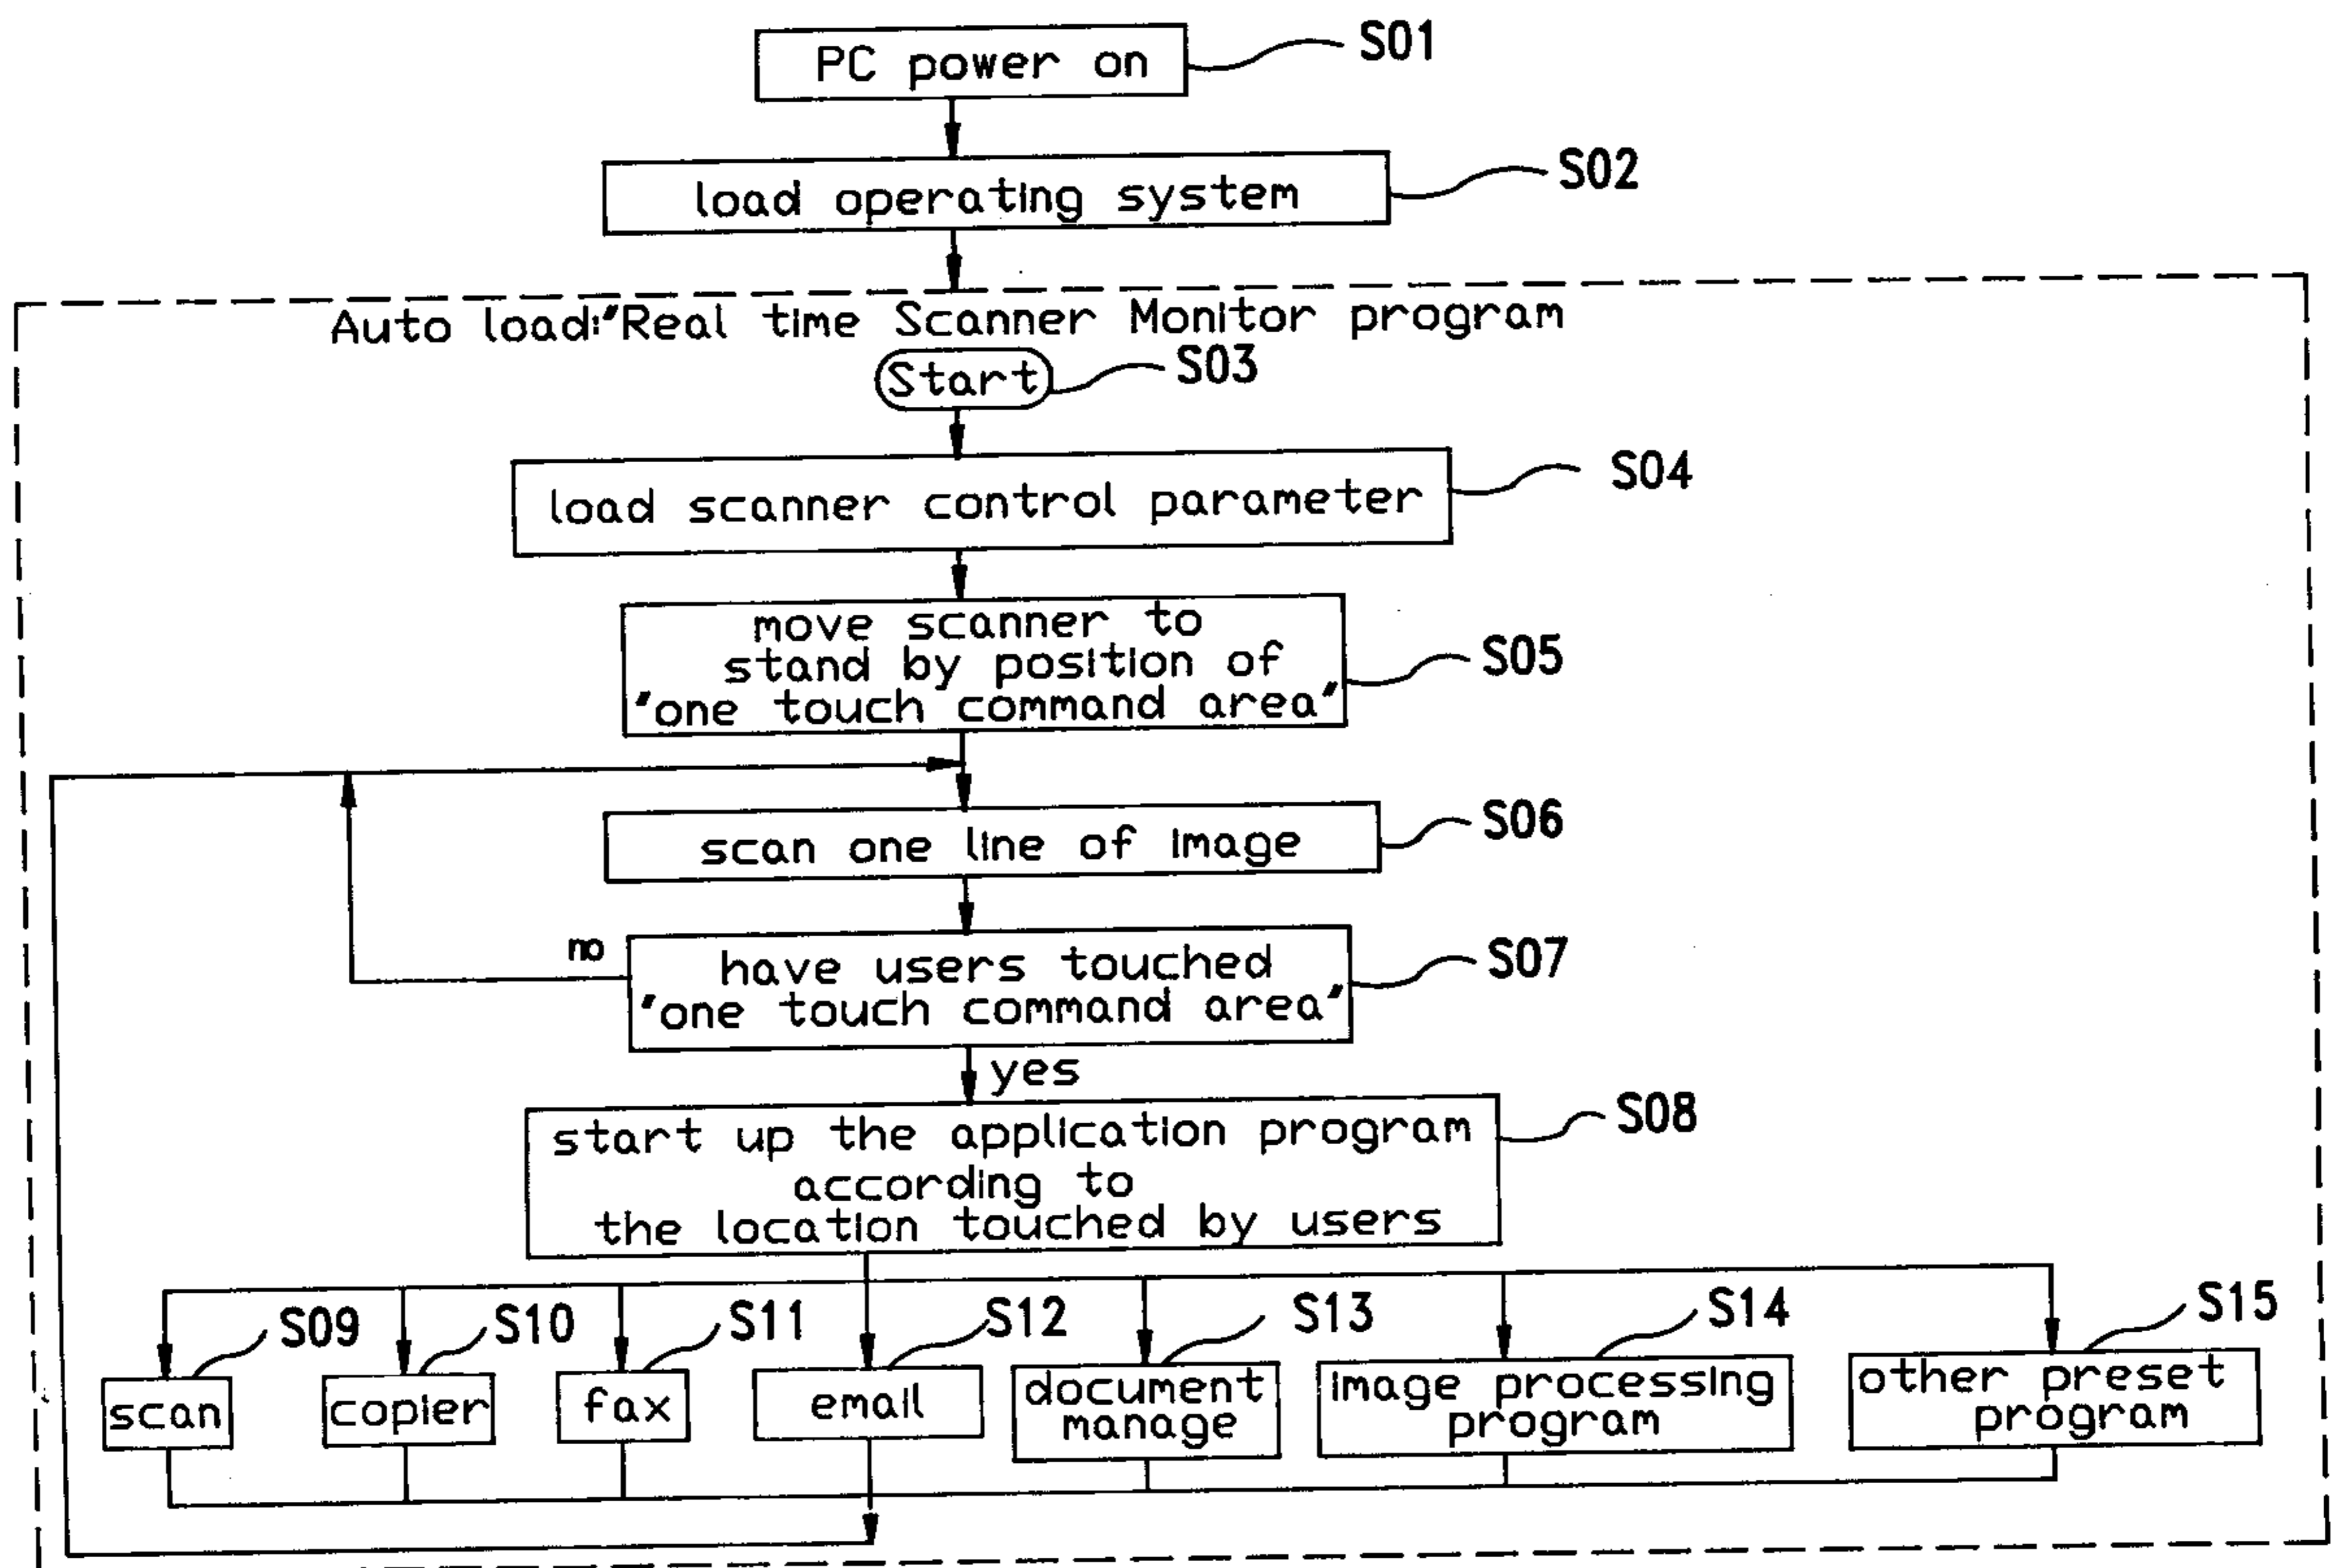 PC power on
S01
load operating system
S02
Auto load:"Real time Scanner Monitor program
Start
S03
load scanner control parameter
S04
move scanner to
stand by position of
"one touch command area"
S05
scan one line of image
S06
no
have users touched
"one touch command area"
S07
yes
start up the application program
according to
the location touched by users
S08
S09
S10
S11
S12
S13
S14
S15
scan
copier
fax
email
document
manage
image processing
program
other preset
program